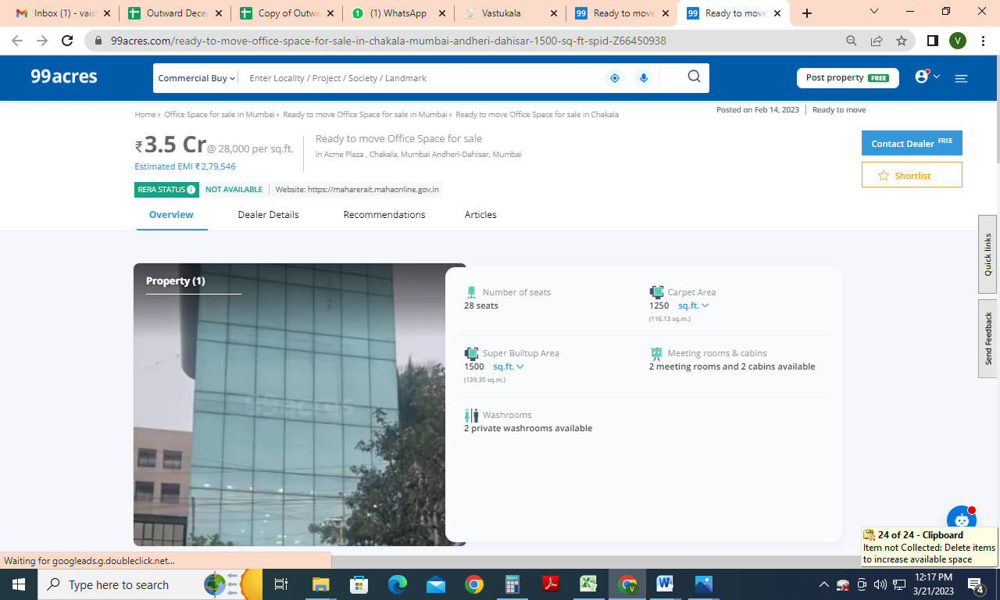 Inbox (1) - vais
Outward Dece
Copy of Outwa
(1) WhatsApp
Vastukala
Ready to move
Ready to move
99acres.com/ready-to-move-office-space-for-sale-in-chakala-mumbai-andheri-dahisar-1500-sq-ft-spid-Z66450938
V
99acres
Commercial Buy
Enter Locality / Project / Society / Landmark
Post property FREE
Home › Office Space for sale in Mumbai › Ready to move Office Space for sale in Mumbai › Ready to move Office Space for sale in Chakala
Posted on Feb 14, 2023 | Ready to move
₹ 3.5 Cr @ 28,000 per sq.ft.
Estimated EMI ₹ 2,79,546
Ready to move Office Space for sale
in Acme Plaza , Chakala, Mumbai Andheri-Dahisar, Mumbai
Contact Dealer FREE
Shortlist
RERA STATUS NOT AVAILABLE | Website: https://maharerait.mahaonline.gov.in
Overview
Dealer Details
Recommendations
Articles
Quick links
Send Feedback
Property (1)
Number of seats
28 seats
Carpet Area
1250 sq.ft.
(116.13 sq.m.)
Super Builtup Area
1500 sq.ft.
(139.35 sq.m.)
Meeting rooms & cabins
2 meeting rooms and 2 cabins available
Washrooms
2 private washrooms available
24 of 24 - Clipboard
Item not Collected: Delete items
to increase available space
Waiting for googleads.g.doubleclick.net...
Type here to search
12:17 PM
3/21/2023
4